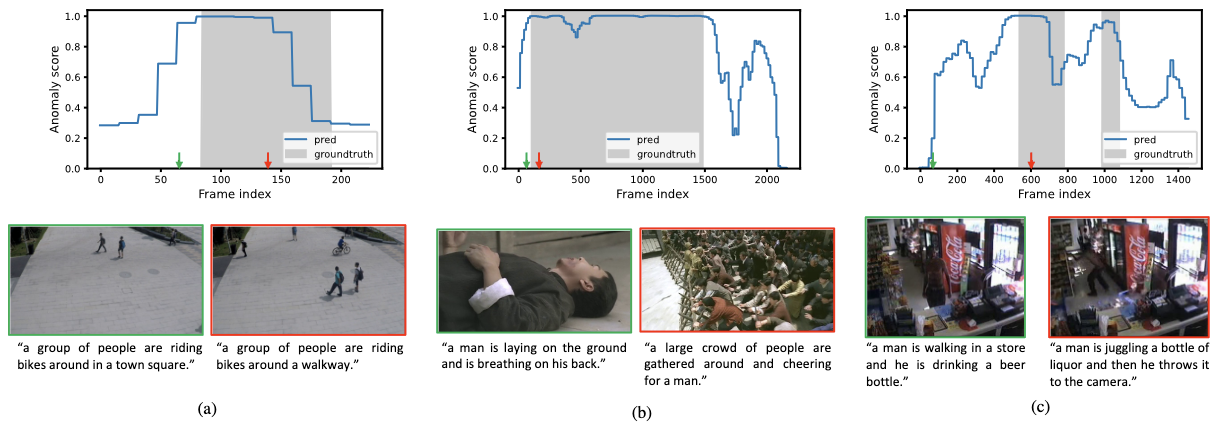 1.0
0.8
0.6
0.4
0.2
0.0
Anomaly score
pred
groundtruth
0
50
100
150
200
Frame index
1.0
0.8
0.6
0.4
0.2
0.0
Anomaly score
pred
groundtruth
0
500
1000
1500
2000
Frame index
1.0
0.8
0.6
0.4
0.2
0.0
Anomaly score
pred
groundtruth
0
200
400
600
800
1000
1200
1400
Frame index
Coca-Cola
Coca-Cola
“a group of people are riding
bikes around in a town square.”
“a group of people are riding
bikes around a walkway.”
(a)
“a man is laying on the ground
and is breathing on his back.”
“a large crowd of people are
gathered around and cheering
for a man.”
(b)
“a man is walking in a store
and he is drinking a beer
bottle.”
“a man is juggling a bottle of
liquor and then he throws it
to the camera.”
(c)